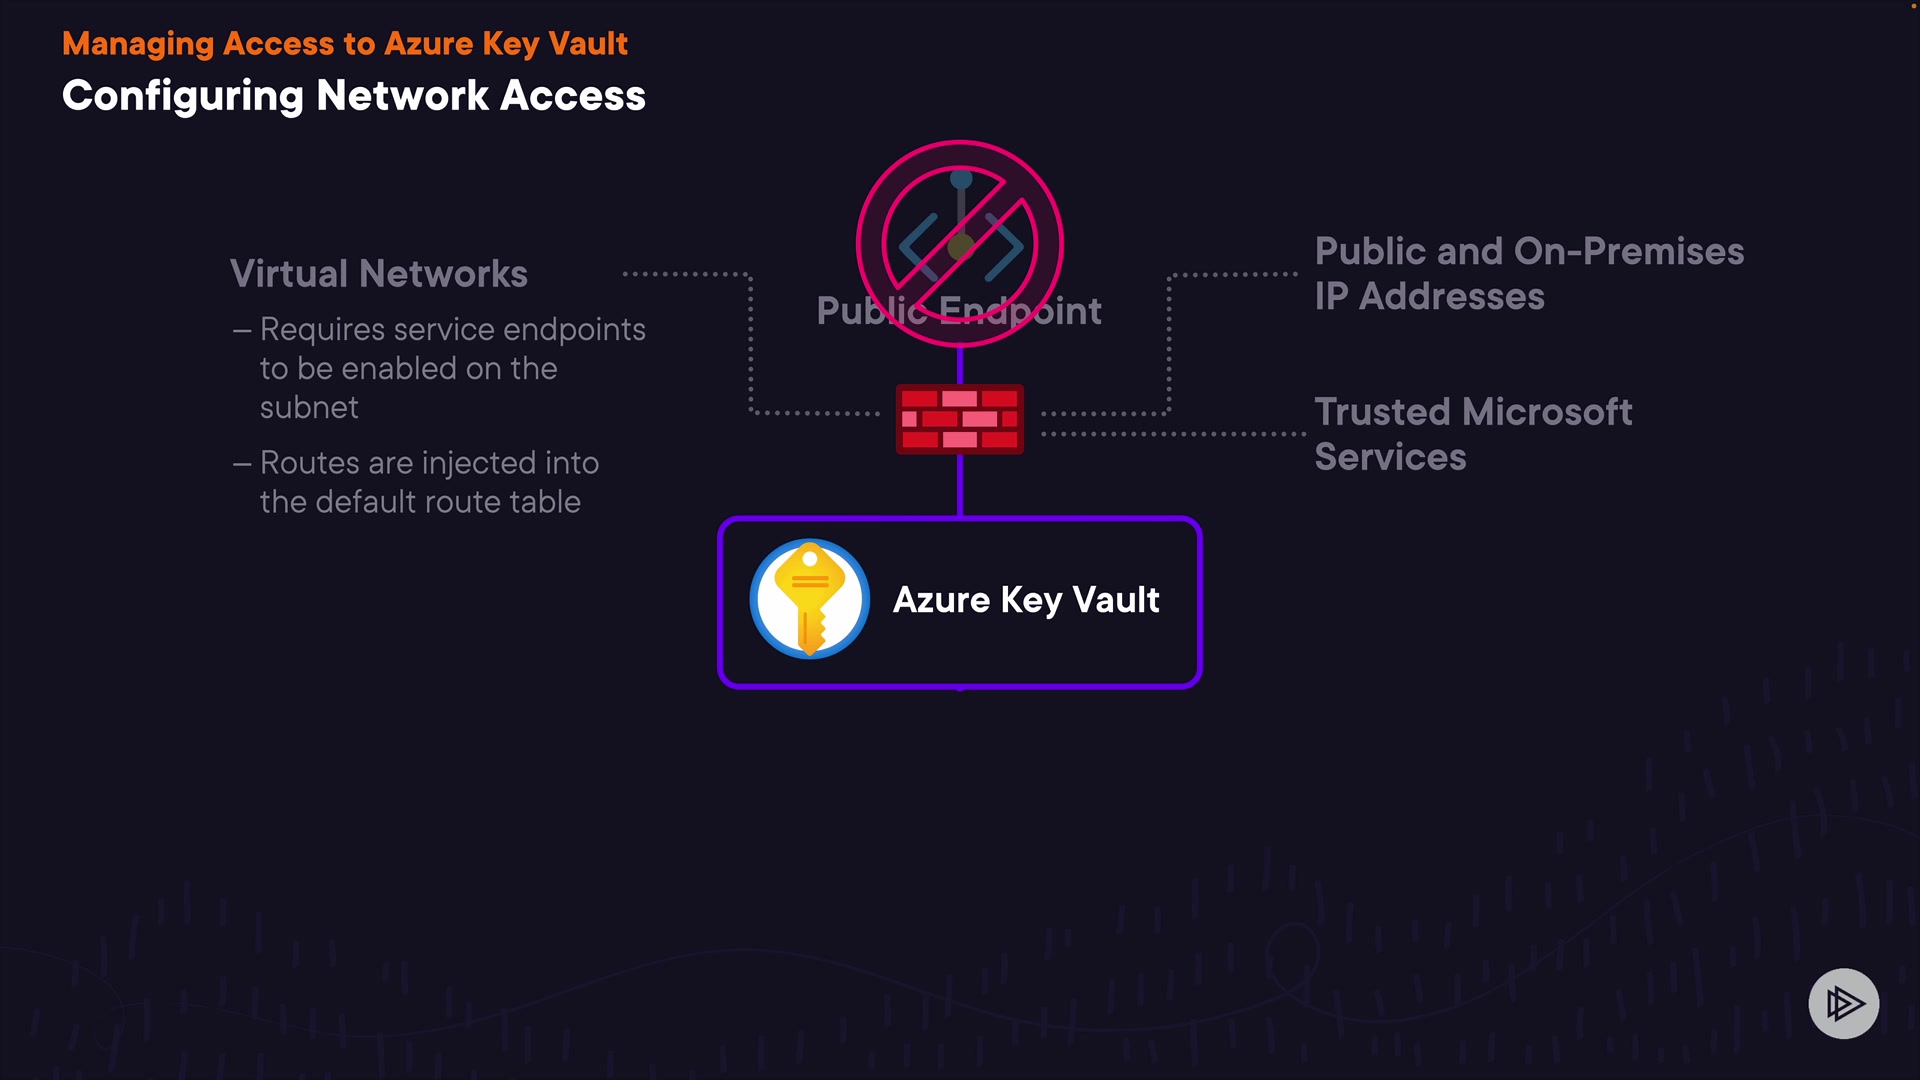 Managing Access to Azure Key Vault
Configuring Network Access
Virtual Networks
– Requires service endpoints
to be enabled on the
subnet
– Routes are injected into
the default route table
Public Endpoint
Public and On-Premises
IP Addresses
Trusted Microsoft
Services
Azure Key Vault